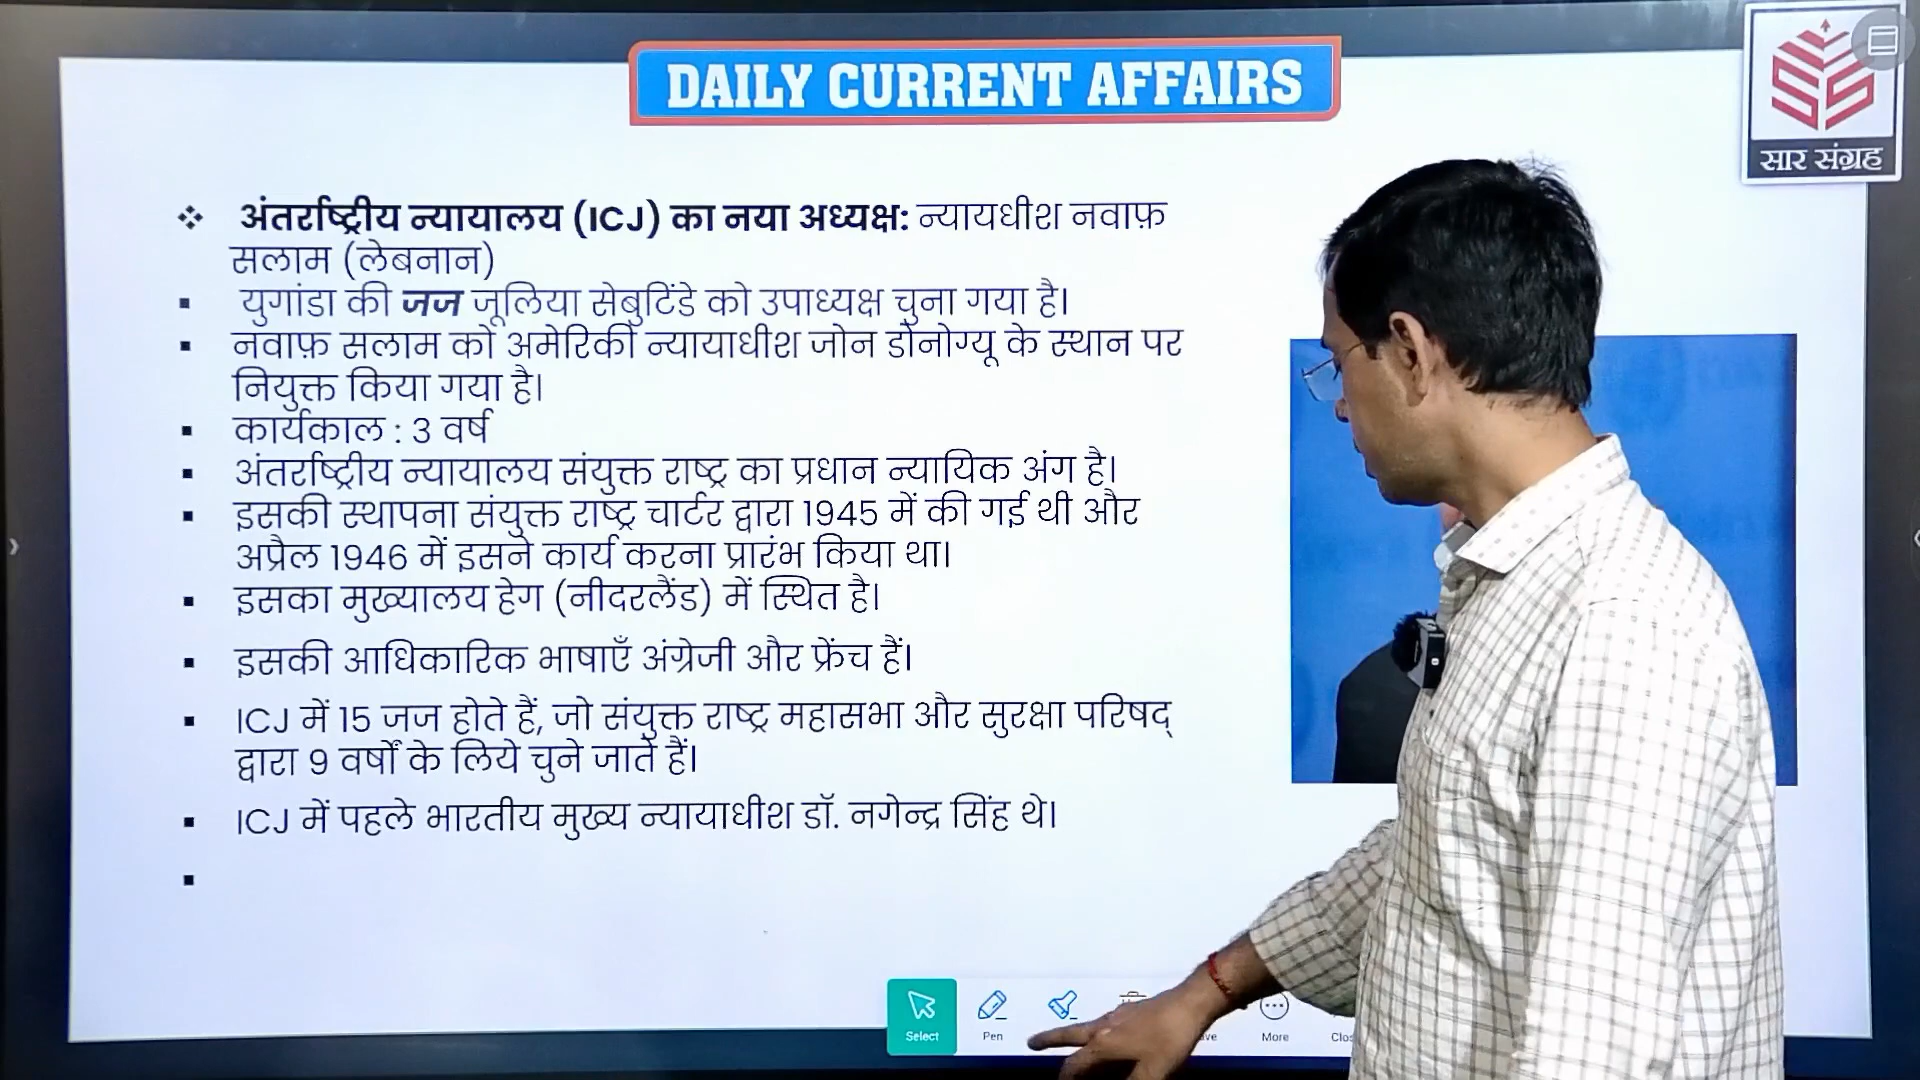 DAILY CURRENT AFFAIRS
सार संग्रह
❖ अंतर्राष्ट्रीय न्यायालय (ICJ) का नया अध्यक्ष: न्यायधीश नवाफ़
सलाम (लेबनान)
▪ युगांडा की जज जूलिया सेबुटिंडे को उपाध्यक्ष चुना गया है।
▪ नवाफ़ सलाम को अमेरिकी न्यायाधीश जोन डोनोग्यू के स्थान पर
नियुक्त किया गया है।
▪ कार्यकाल : 3 वर्ष
▪ अंतर्राष्ट्रीय न्यायालय संयुक्त राष्ट्र का प्रधान न्यायिक अंग है।
▪ इसकी स्थापना संयुक्त राष्ट्र चार्टर द्वारा 1945 में की गई थी और
अप्रैल 1946 में इसने कार्य करना प्रारंभ किया था।
▪ इसका मुख्यालय हेग (नीदरलैंड) में स्थित है।
▪ इसकी आधिकारिक भाषाएँ अंग्रेजी और फ्रेंच हैं।
▪ ICJ में 15 जज होते हैं, जो संयुक्त राष्ट्र महासभा और सुरक्षा परिषद्
द्वारा 9 वर्षों के लिये चुने जाते हैं।
▪ ICJ में पहले भारतीय मुख्य न्यायाधीश डॉ. नगेन्द्र सिंह थे।
▪
Select Pen More